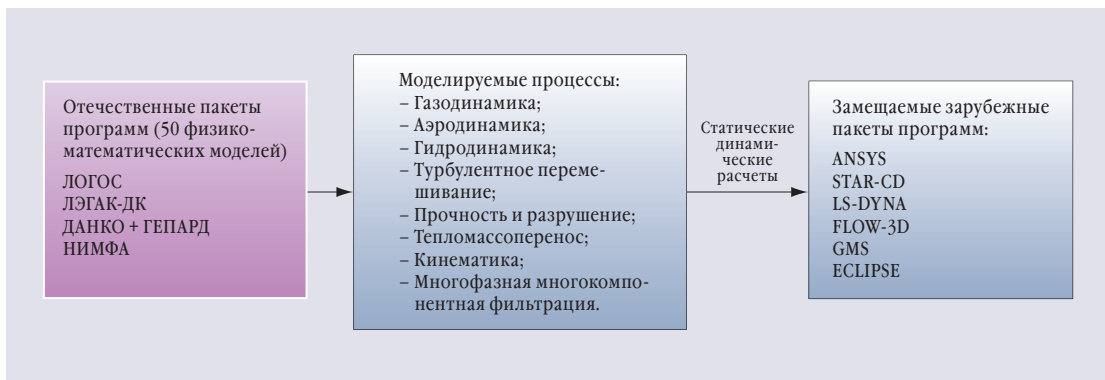 Отечественные пакеты
программ (50 физико-
математических моделей)
ЛОГОС
ЛЭГАК-ДК
ДАНКО + ГЕПАРД
НИМФА
Моделируемые процессы:
– Газодинамика;
– Аэродинамика;
– Гидродинамика;
– Турбулентное переме-
шивание;
– Прочность и разрушение;
– Тепломассоперенос;
– Кинематика;
– Многофазная многокомпо-
нентная фильтрация.
Статические
динами-
ческие
расчеты
Замещаемые зарубежные
пакеты программ:
ANSYS
STAR-CD
LS-DYNA
FLOW-3D
GMS
ECLIPSE